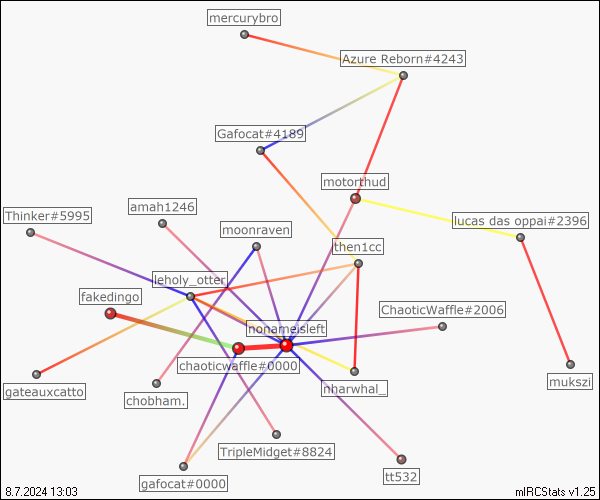 mercurybro
Azure Reborn#4243
Gafocat#4189
motorthud
amah1246
Thinker#5995
lucas das oppai#2396
moonraven
then1cc
leholy_otter
fakedingo
ChaoticWaffle#2006
nonameisleft
chaoticwaffle#0000
mukszi
gateauxcatto
nharwhal_
chobham.
TripleMidget#8824
tt532
gafocat#0000
8.7.2024 13:03
mIRCStats v1.25